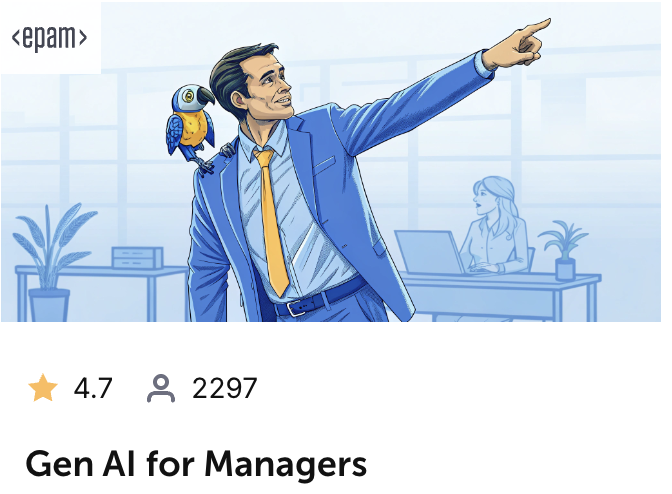 <epam>
4.7 2297
Gen AI for Managers